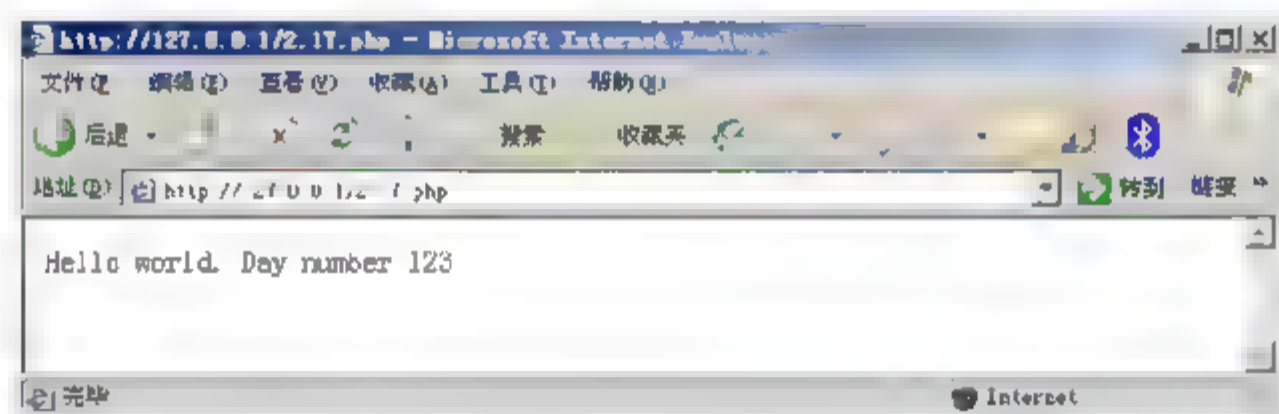 http://127.0.0.1/2.17.php - Microsoft Internet
文件(F) 编辑(E) 查看(V) 收藏(A) 工具(T) 帮助(H)
后退 搜索 收藏夹
地址(D) 转到 链接 »
Hello world. Day number 123
完毕 Internet